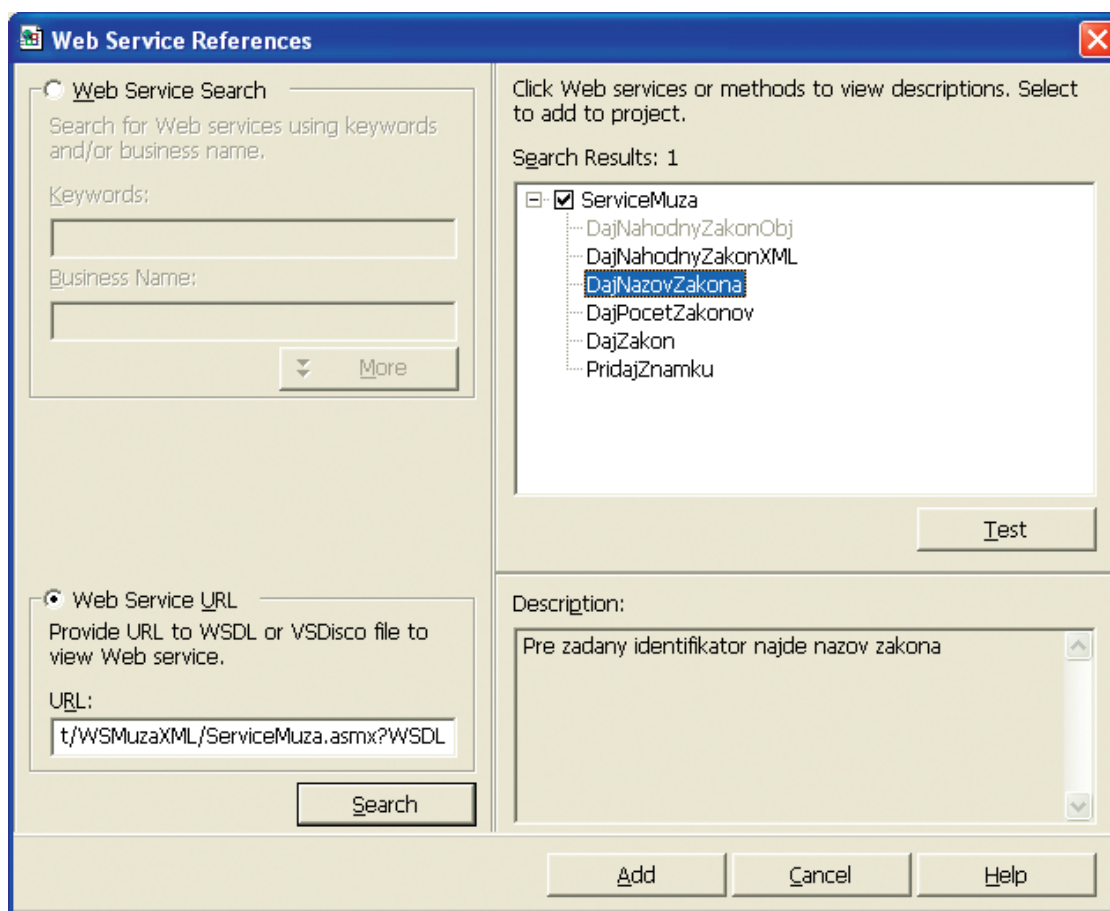 Web Service References
Web Service Search
Search for Web services using keywords
and/or business name.
Keywords:
Business Name:
More
Web Service URL
Provide URL to WSDL or VSDisco file to
view Web service.
URL:
t/WSMuzaXML/ServiceMuza.asmx?WSDL
Search
Click Web services or methods to view descriptions. Select
to add to project.
Search Results: 1
ServiceMuza
DajNahodnyZakonObj
DajNahodnyZakonXML
DajNazovZakona
DajPocetZakonov
DajZakon
PridajZnamku
Test
Description:
Pre zadany identifikator najde nazov zakona
Add
Cancel
Help